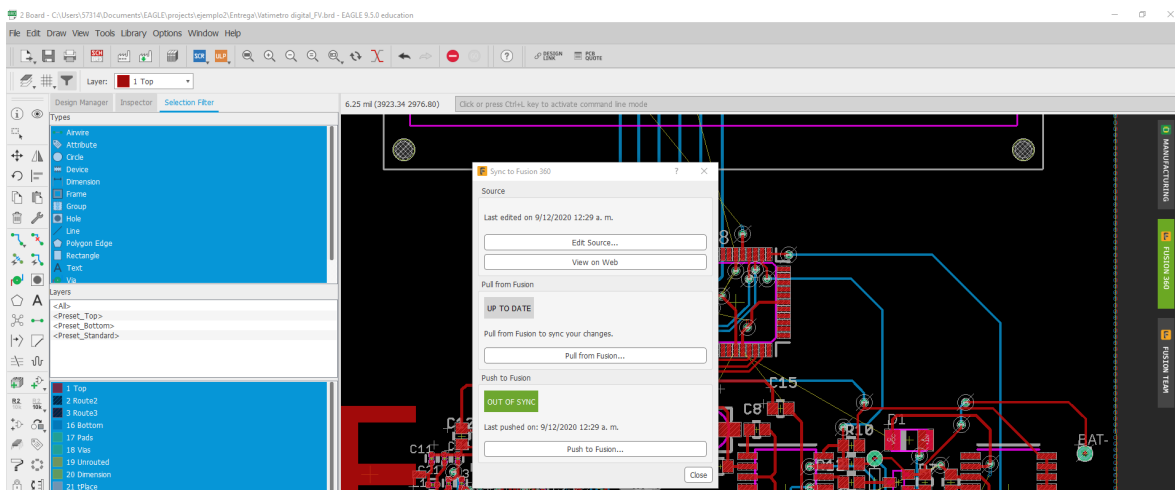 2 Board - C:\Users\57314\Documents\EAGLE\projects\ejemplo2\Entrega\Vatimetro digital_FV.brd - EAGLE 9.5.0 education
File Edit Draw View Tools Library Options Window Help
SCR ULP DESIGN LINK PCB QUOTE
Layer: 1 Top
Design Manager Inspector Selection Filter
6.25 mil (3923.34 2976.80) Click or press Ctrl+L key to activate command line mode
Types
Airwire
Attribute
Circle
Device
Dimension
Frame
Group
Hole
Line
Polygon Edge
Rectangle
Text
Via
Layers
<All>
<Preset_Top>
<Preset_Bottom>
<Preset_Standard>
1 Top
2 Route2
3 Route3
16 Bottom
17 Pads
18 Vias
19 Unrouted
20 Dimension
21 tPlace
R2
10k
Sync to Fusion 360
Source
Last edited on 9/12/2020 12:29 a. m.
Edit Source...
View on Web
Pull from Fusion
UP TO DATE
Pull from Fusion to sync your changes.
Pull from Fusion...
Push to Fusion
OUT OF SYNC
Last pushed on: 9/12/2020 12:29 a. m.
Push to Fusion...
Close
C15
C8
D1
R10
BAT-
C11
MANUFACTURING
FUSION 360
FUSION TEAM